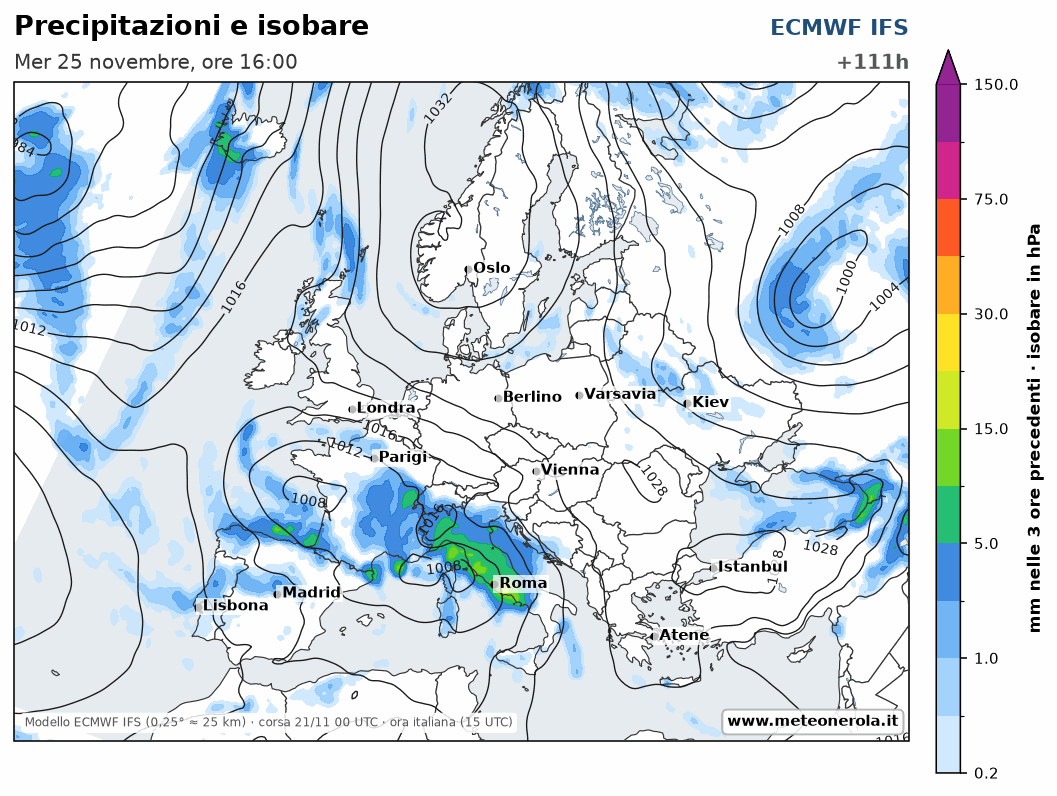 Precipitazioni e isobare
ECMWF IFS
Mer 25 novembre, ore 16:00
+111h
1032
984
1008
1000
1004
1016
1012
Oslo
Berlino
Varsavia
Kiev
Londra
1016
1012
Parigi
Vienna
1028
1008
1016
1028
1008
Istanbul
Roma
Madrid
Lisbona
Atene
1016
Modello ECMWF IFS (0,25° ≈ 25 km) · corsa 21/11 00 UTC · ora italiana (15 UTC)
www.meteonerola.it
150.0
75.0
30.0
15.0
5.0
1.0
0.2
mm nelle 3 ore precedenti · isobare in hPa